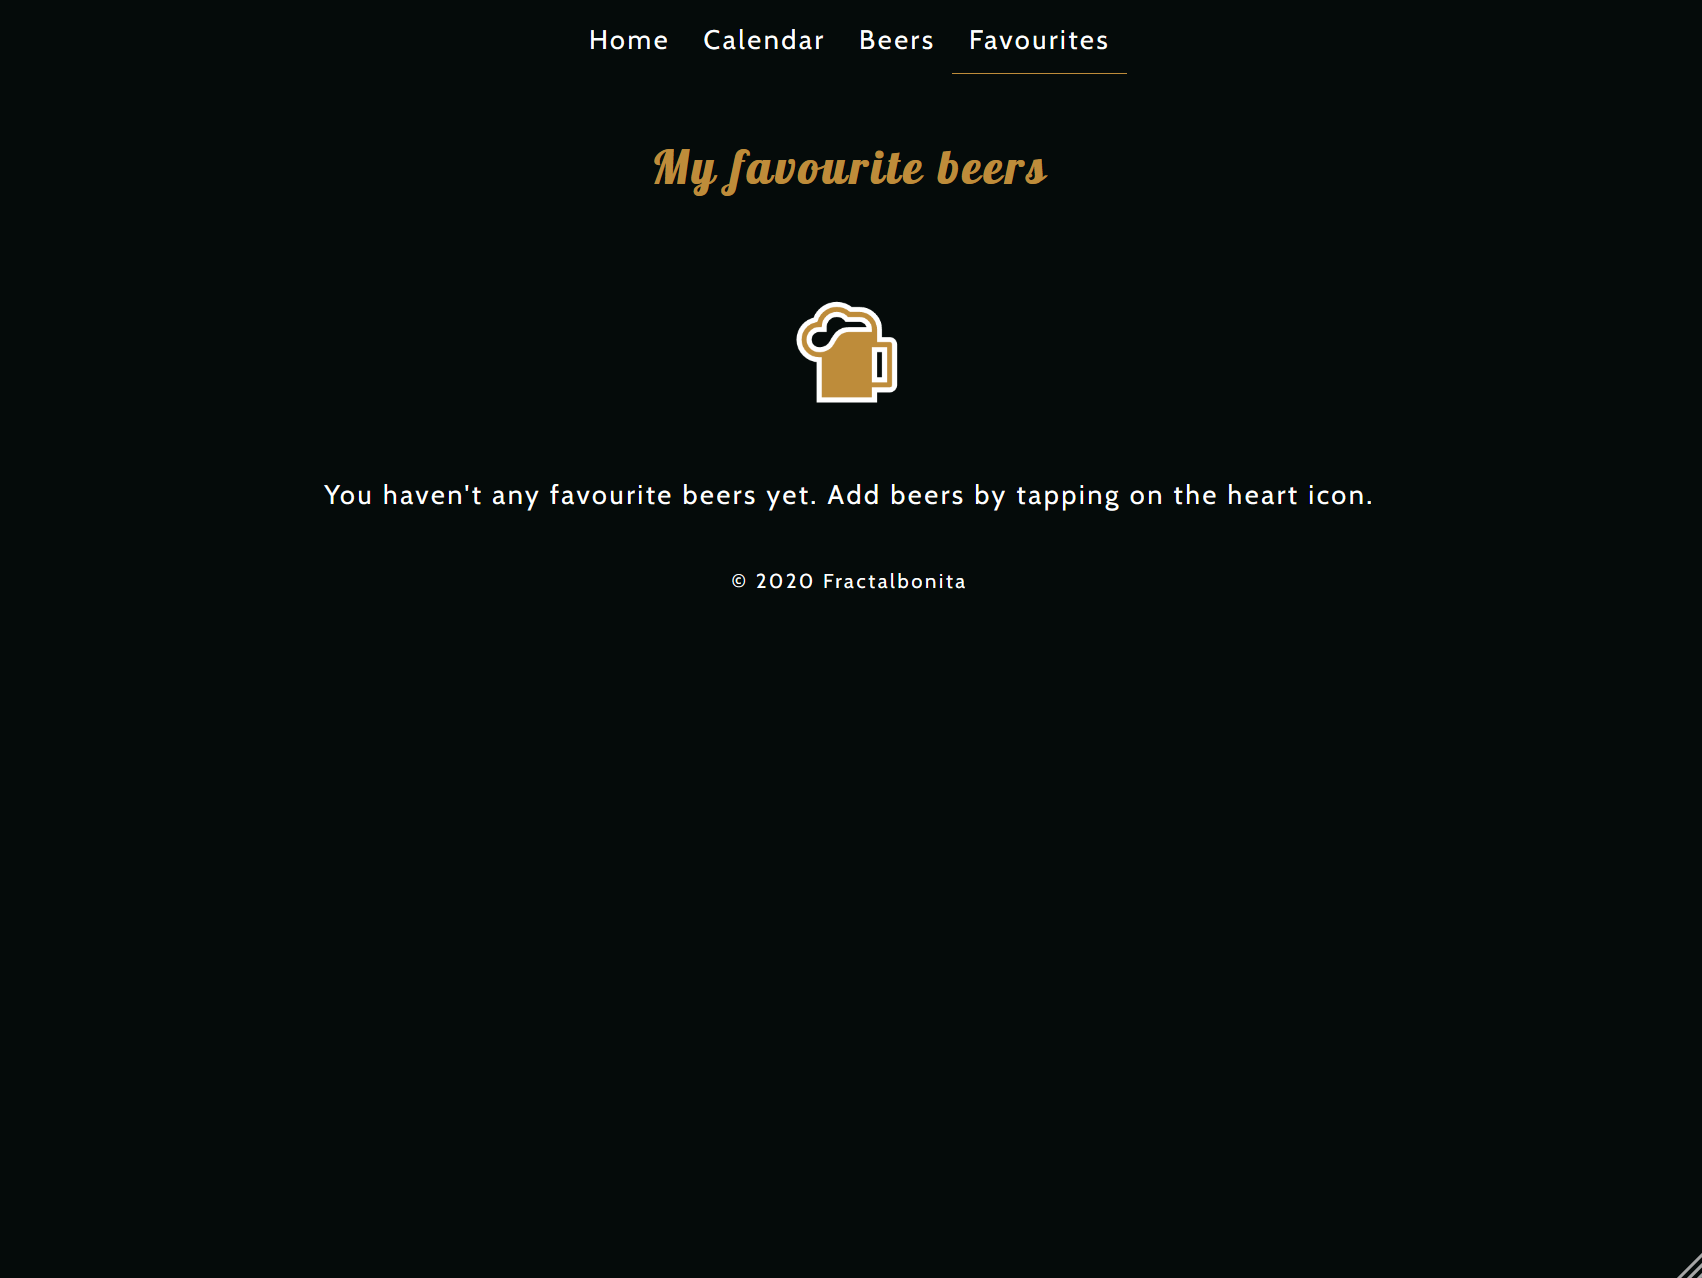 Home Calendar Beers Favourites
My favourite beers
You haven't any favourite beers yet. Add beers by tapping on the heart icon.
© 2020 Fractalbonita